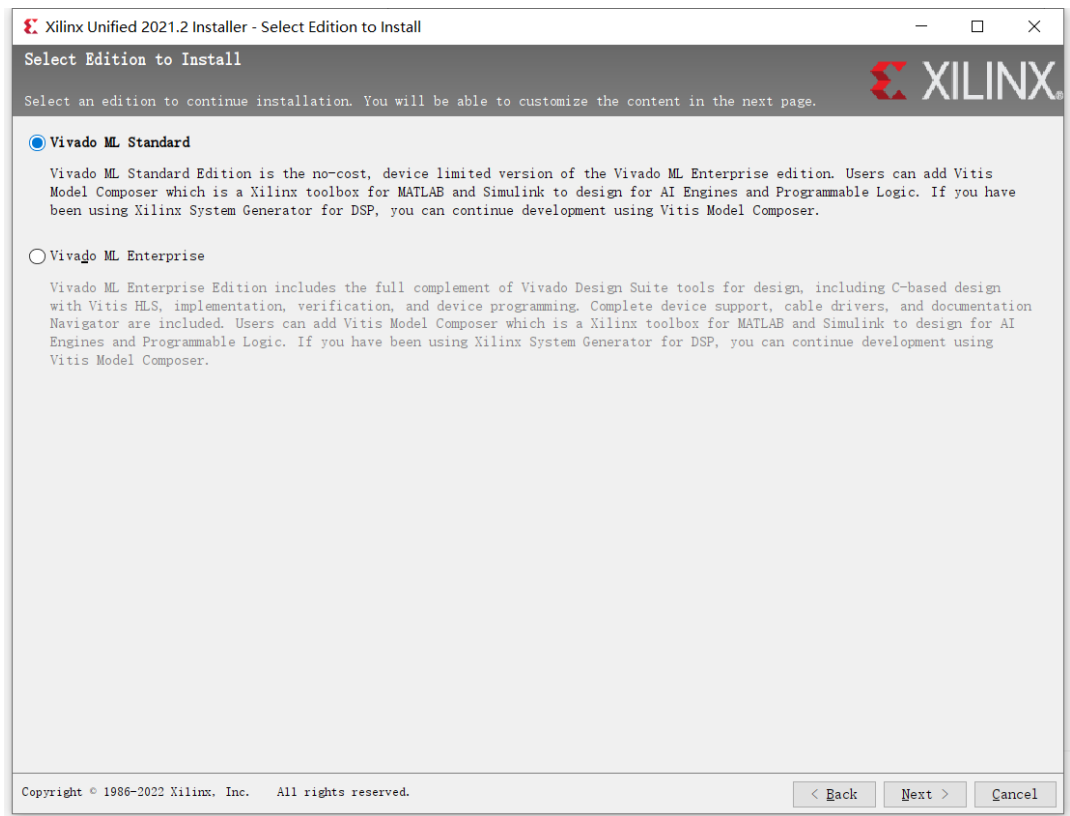 Xilinx Unified 2021.2 Installer - Select Edition to Install
Select Edition to Install
XILINX®
Select an edition to continue installation. You will be able to customize the content in the next page.
Vivado ML Standard
Vivado ML Standard Edition is the no-cost, device limited version of the Vivado ML Enterprise edition. Users can add Vitis
Model Composer which is a Xilinx toolbox for MATLAB and Simulink to design for AI Engines and Programmable Logic. If you have
been using Xilinx System Generator for DSP, you can continue development using Vitis Model Composer.
Vivado ML Enterprise
Vivado ML Enterprise Edition includes the full complement of Vivado Design Suite tools for design, including C-based design
with Vitis HLS, implementation, verification, and device programming. Complete device support, cable drivers, and documentation
Navigator are included. Users can add Vitis Model Composer which is a Xilinx toolbox for MATLAB and Simulink to design for AI
Engines and Programmable Logic. If you have been using Xilinx System Generator for DSP, you can continue development using
Vitis Model Composer.
Copyright © 1986-2022 Xilinx, Inc. All rights reserved.
< Back
Next >
Cancel